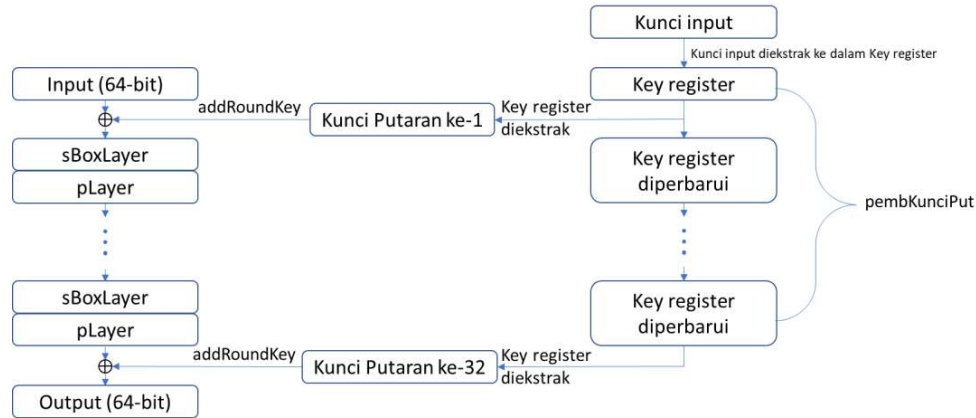 Kunci input
Kunci input diekstrak ke dalam Key register
Input (64-bit)
Key register
addRoundKey
Kunci Putaran ke-1
Key register
diekstrak
sBoxLayer
pLayer
Key register
diperbarui
pembKunciPut
sBoxLayer
pLayer
Key register
diperbarui
addRoundKey
Kunci Putaran ke-32
Key register
diekstrak
Output (64-bit)